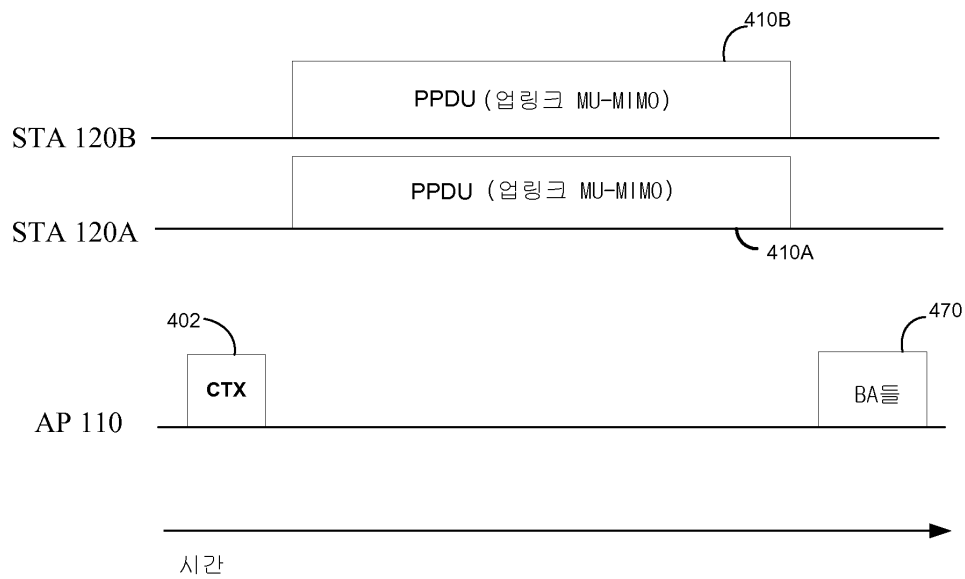 410B
PPDU (업링크 MU-MIMO)
STA 120B
PPDU (업링크 MU-MIMO)
STA 120A
410A
402
470
CTX
BA들
AP 110
시간